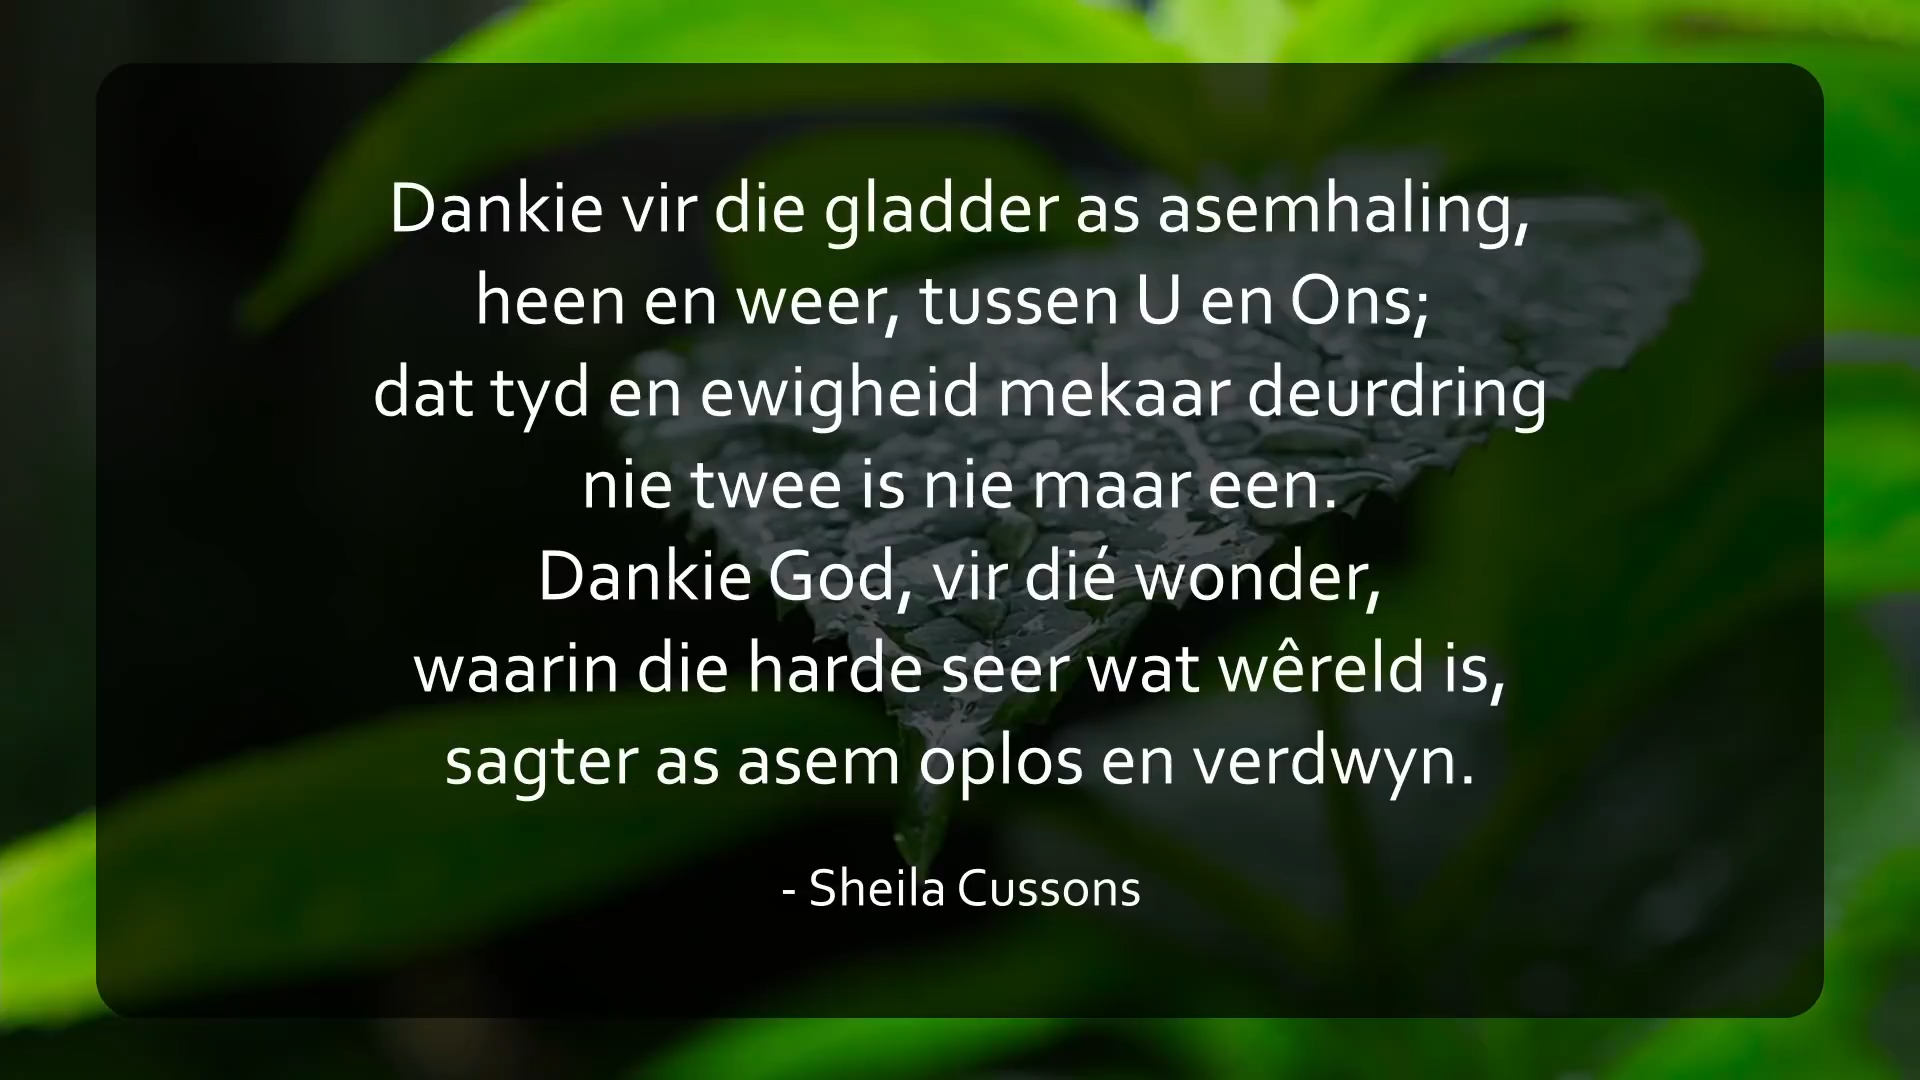 Dankie vir die gladder as asemhaling,
heen en weer, tussen U en Ons;
dat tyd en ewigheid mekaar deurdring
nie twee is nie maar een.
Dankie God, vir dié wonder,
waarin die harde seer wat wêreld is,
sagter as asem oplos en verdwyn.
- Sheila Cussons